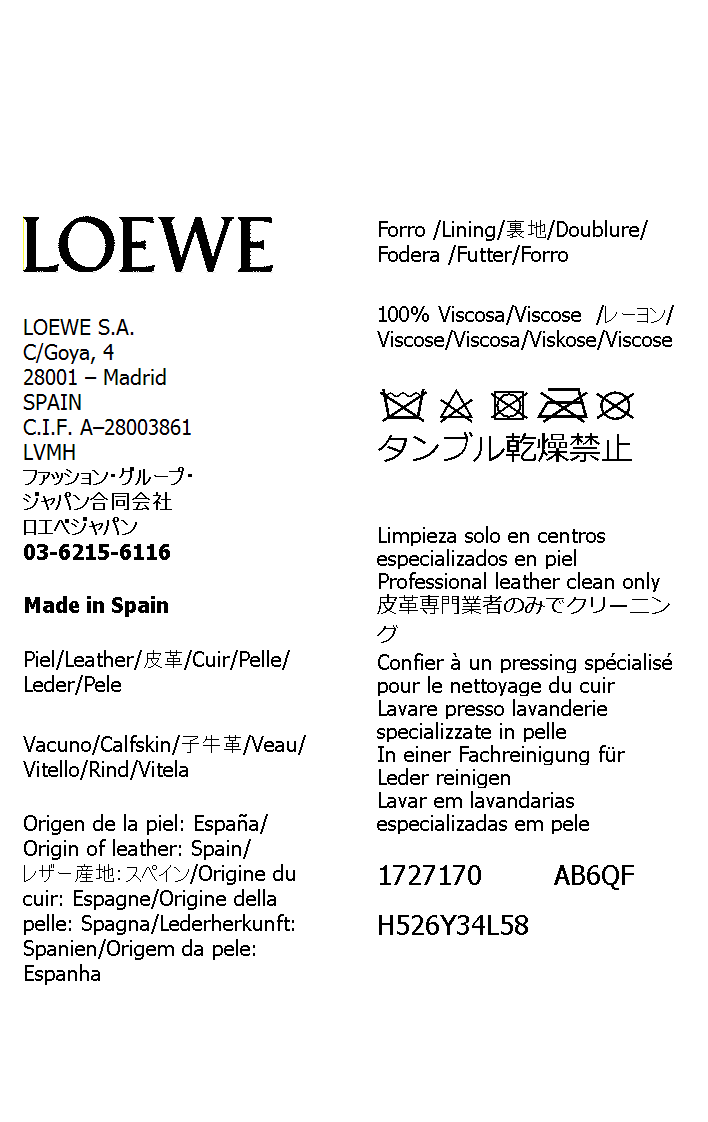 LOEWE
LOEWE S.A.
C/Goya, 4
28001 – Madrid
SPAIN
C.I.F. A–28003861
LVMH
ファッション・グループ・
ジャパン合同会社
ロエベジャパン
03-6215-6116
Made in Spain
Piel/Leather/皮革/Cuir/Pelle/
Leder/Pele
Vacuno/Calfskin/子牛革/Veau/
Vitello/Rind/Vitela
Origen de la piel: España/
Origin of leather: Spain/
レザー産地：スペイン/Origine du
cuir: Espagne/Origine della
pelle: Spagna/Lederherkunft:
Spanien/Origem da pele:
Espanha
Forro /Lining/裏地/Doublure/
Fodera /Futter/Forro
100% Viscosa/Viscose /レーヨン/
Viscose/Viscosa/Viskose/Viscose
タンブル乾燥禁止
Limpieza solo en centros
especializados en piel
Professional leather clean only
皮革専門業者のみでクリーニン
グ
Confier à un pressing spécialisé
pour le nettoyage du cuir
Lavare presso lavanderie
specializzate in pelle
In einer Fachreinigung für
Leder reinigen
Lavar em lavandarias
especializadas em pele
1727170 AB6QF
H526Y34L58